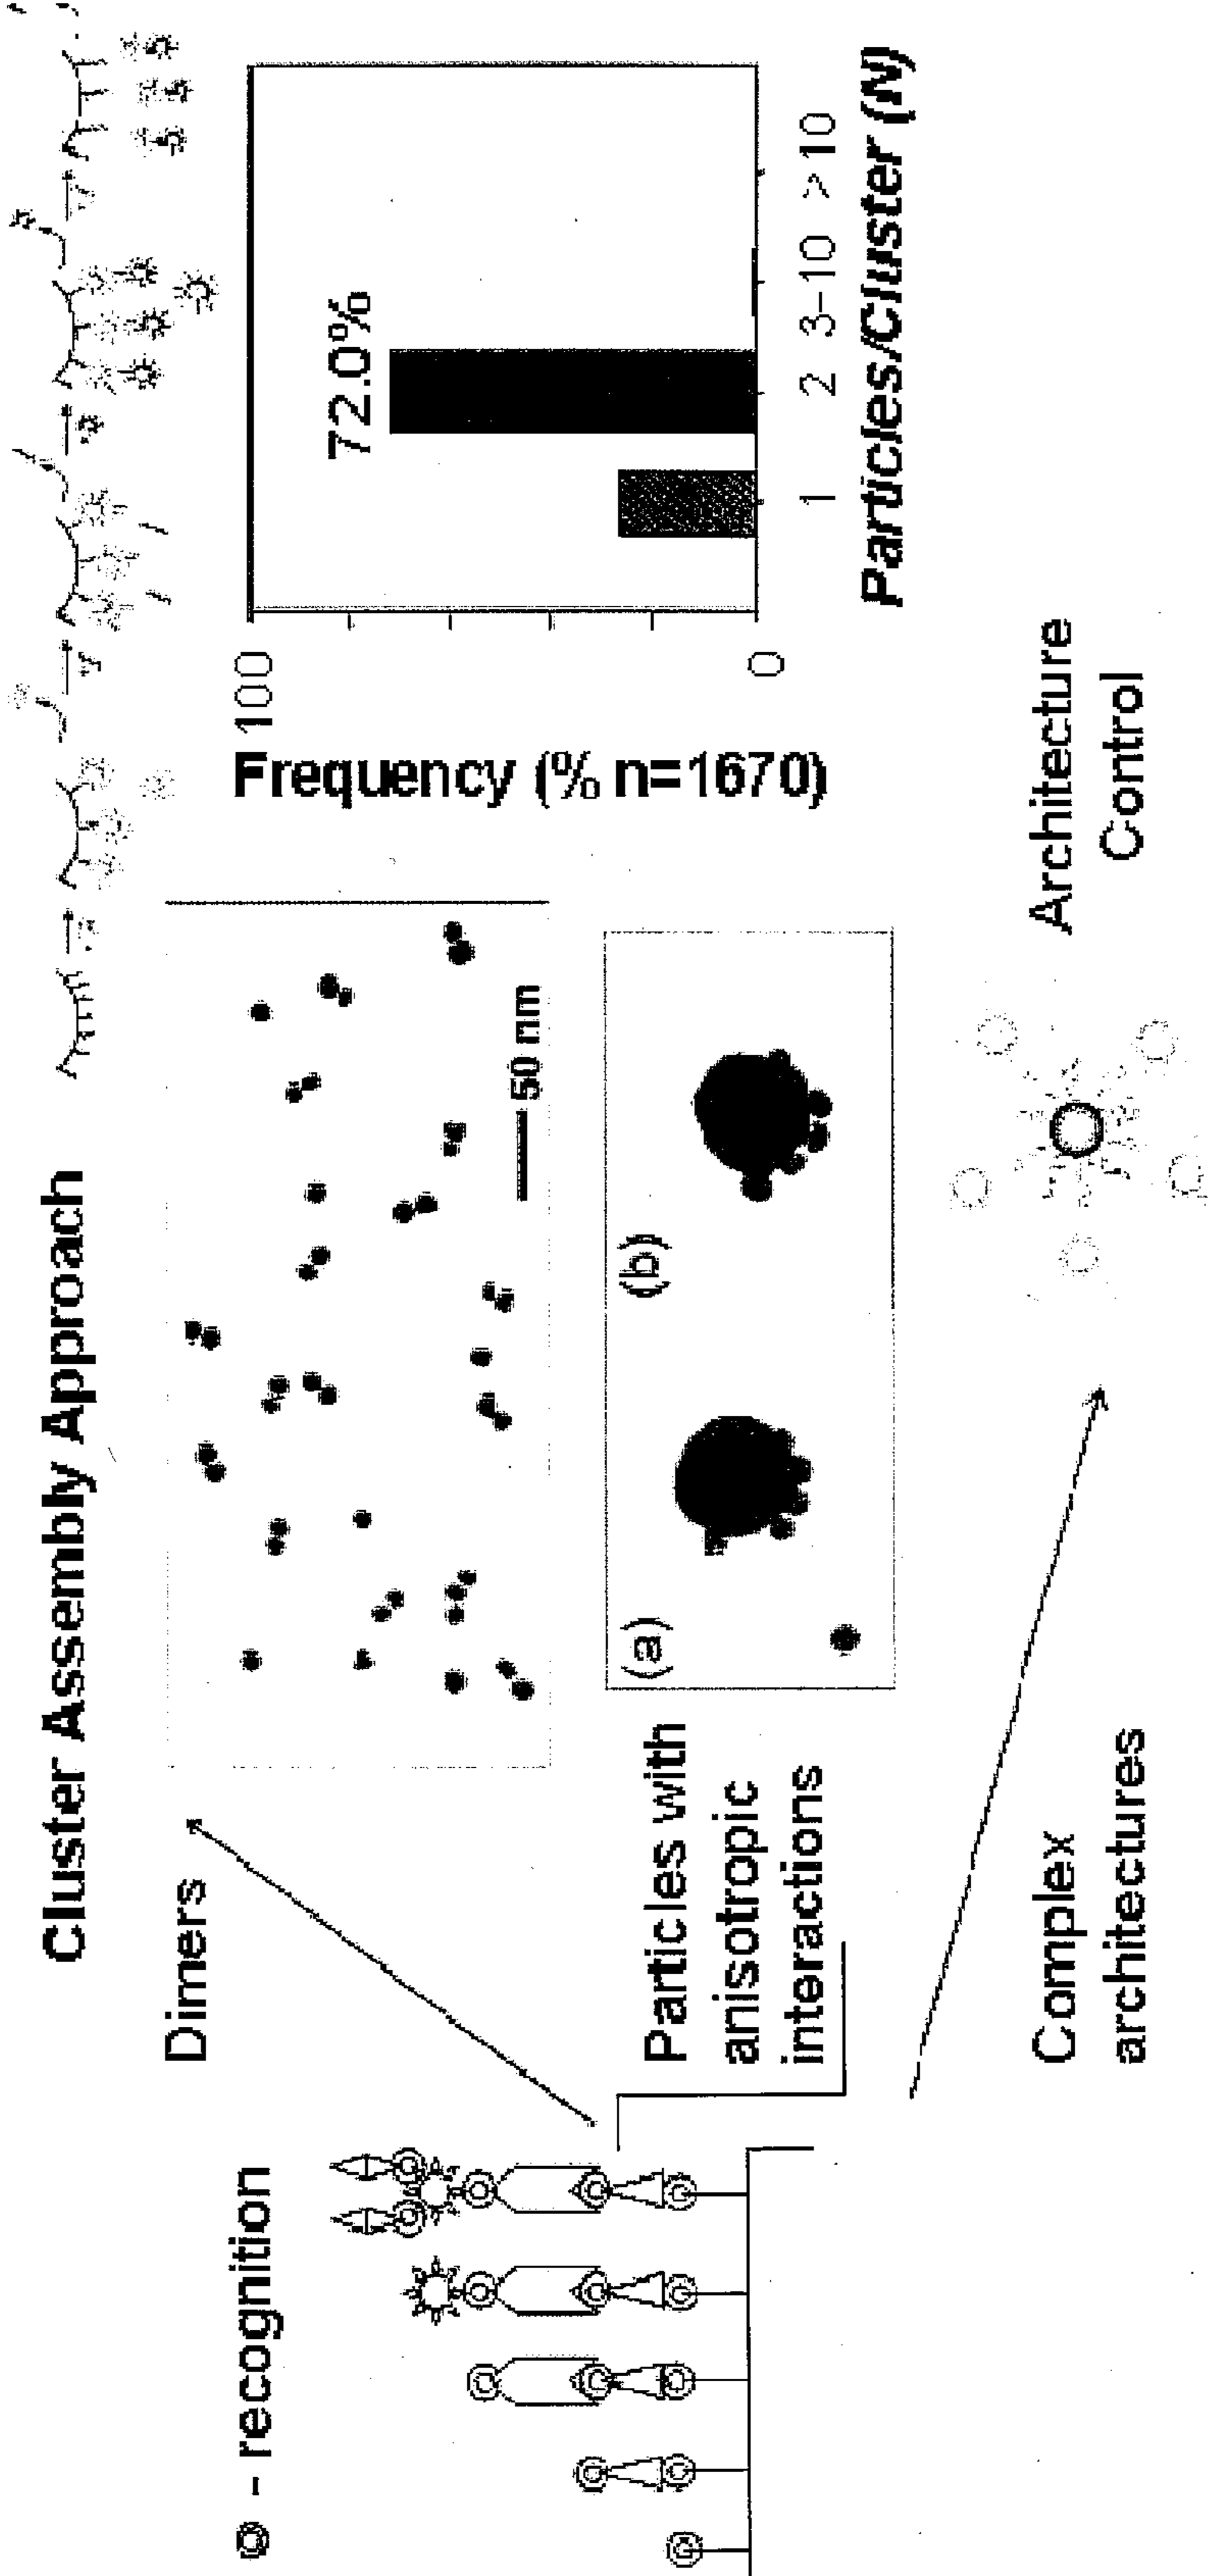 Cluster Assembly Approach
- recognition
Dimers
50 nm
72.0%
100
0
Frequency (% n=1670)
1 2 3-10 >10
Particles/Cluster (N)
Particles with
anisotropic
interactions
(a)
(b)
Complex
architectures
Architecture
Control